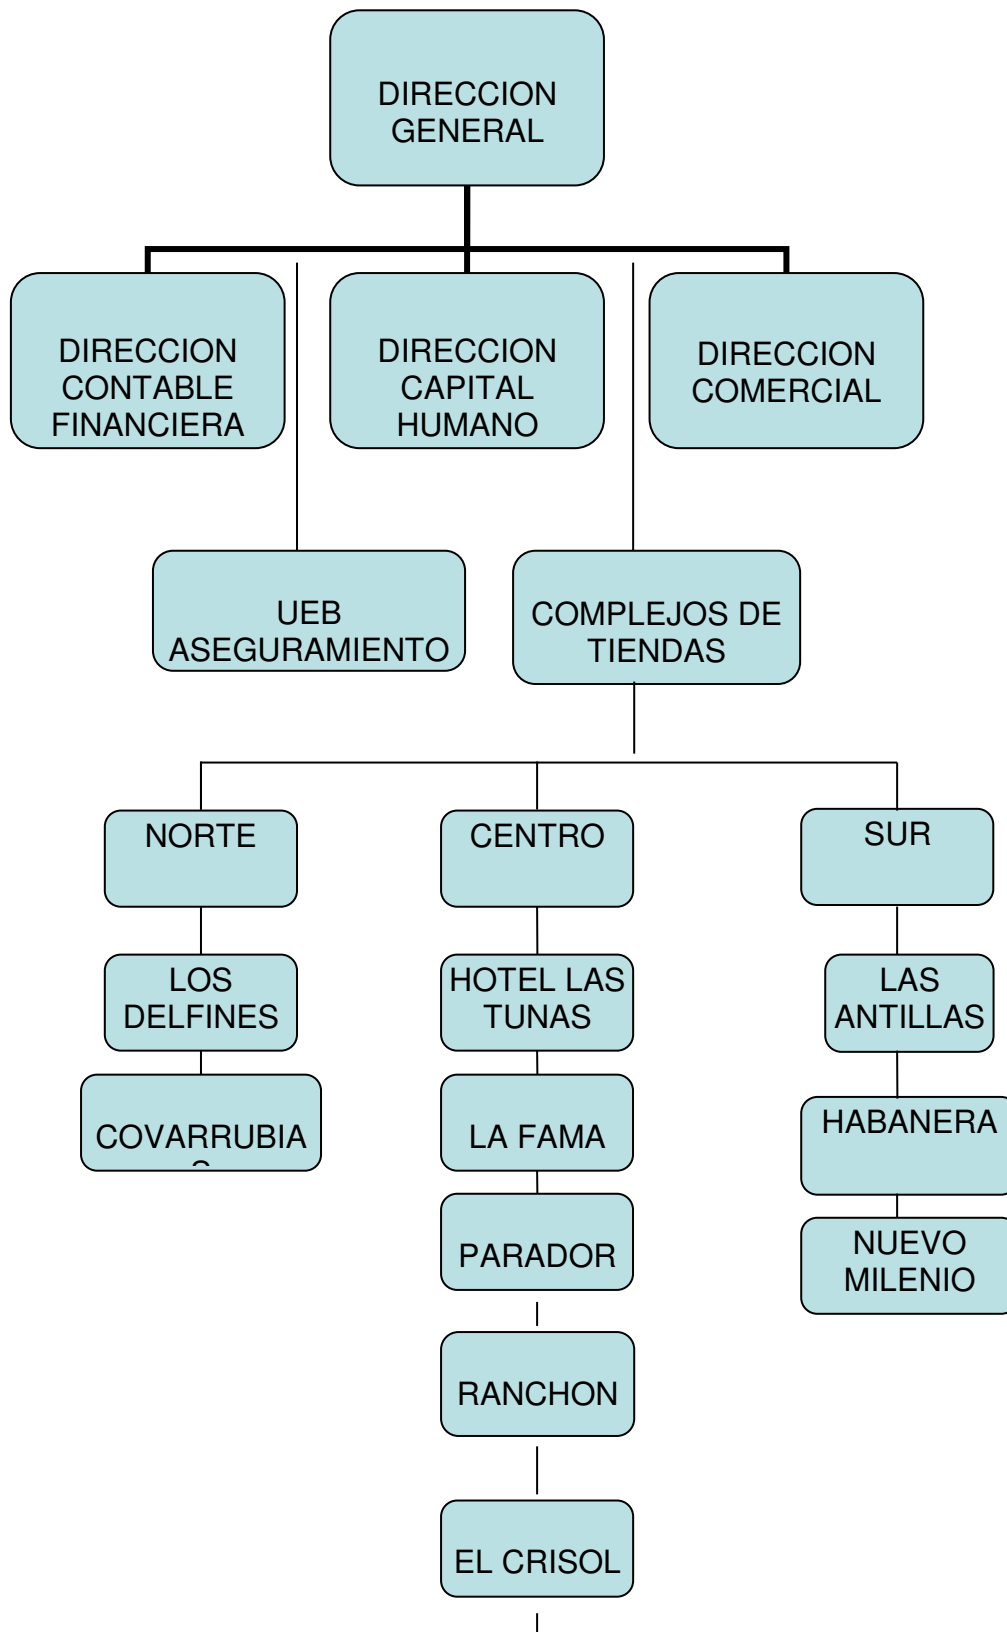 DIRECCION
GENERAL
DIRECCION
CONTABLE
FINANCIERA
DIRECCION
CAPITAL
HUMANO
DIRECCION
COMERCIAL
UEB
ASEGURAMIENTO
COMPLEJOS DE
TIENDAS
NORTE
CENTRO
SUR
LOS
DELFINES
HOTEL LAS
TUNAS
LAS
ANTILLAS
COVARRUBIA
S
LA FAMA
HABANERA
PARADOR
NUEVO
MILENIO
RANCHON
EL CRISOL